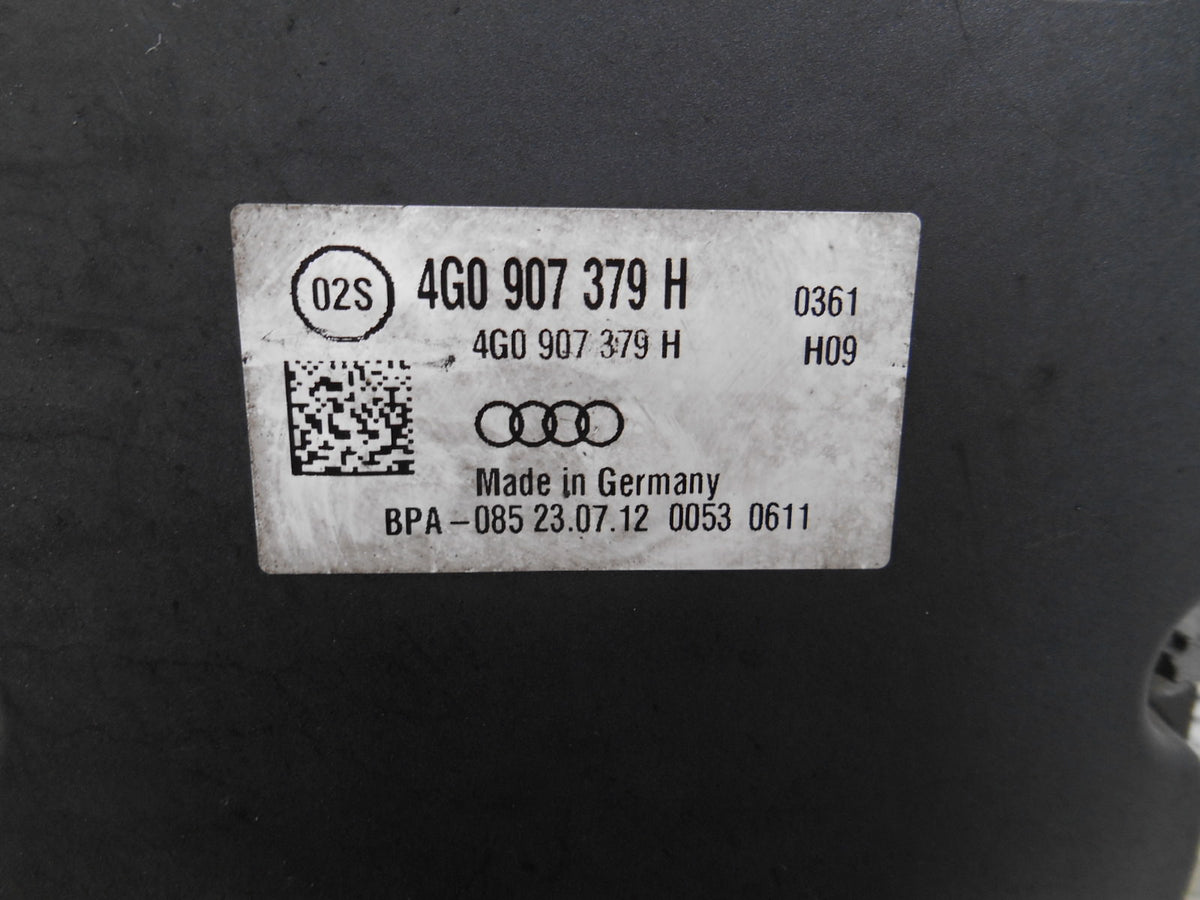 02S 4G0 907 379 H 0361
4G0 907 379 H H09
Made in Germany
BPA-085 23.07.12 0053 0611